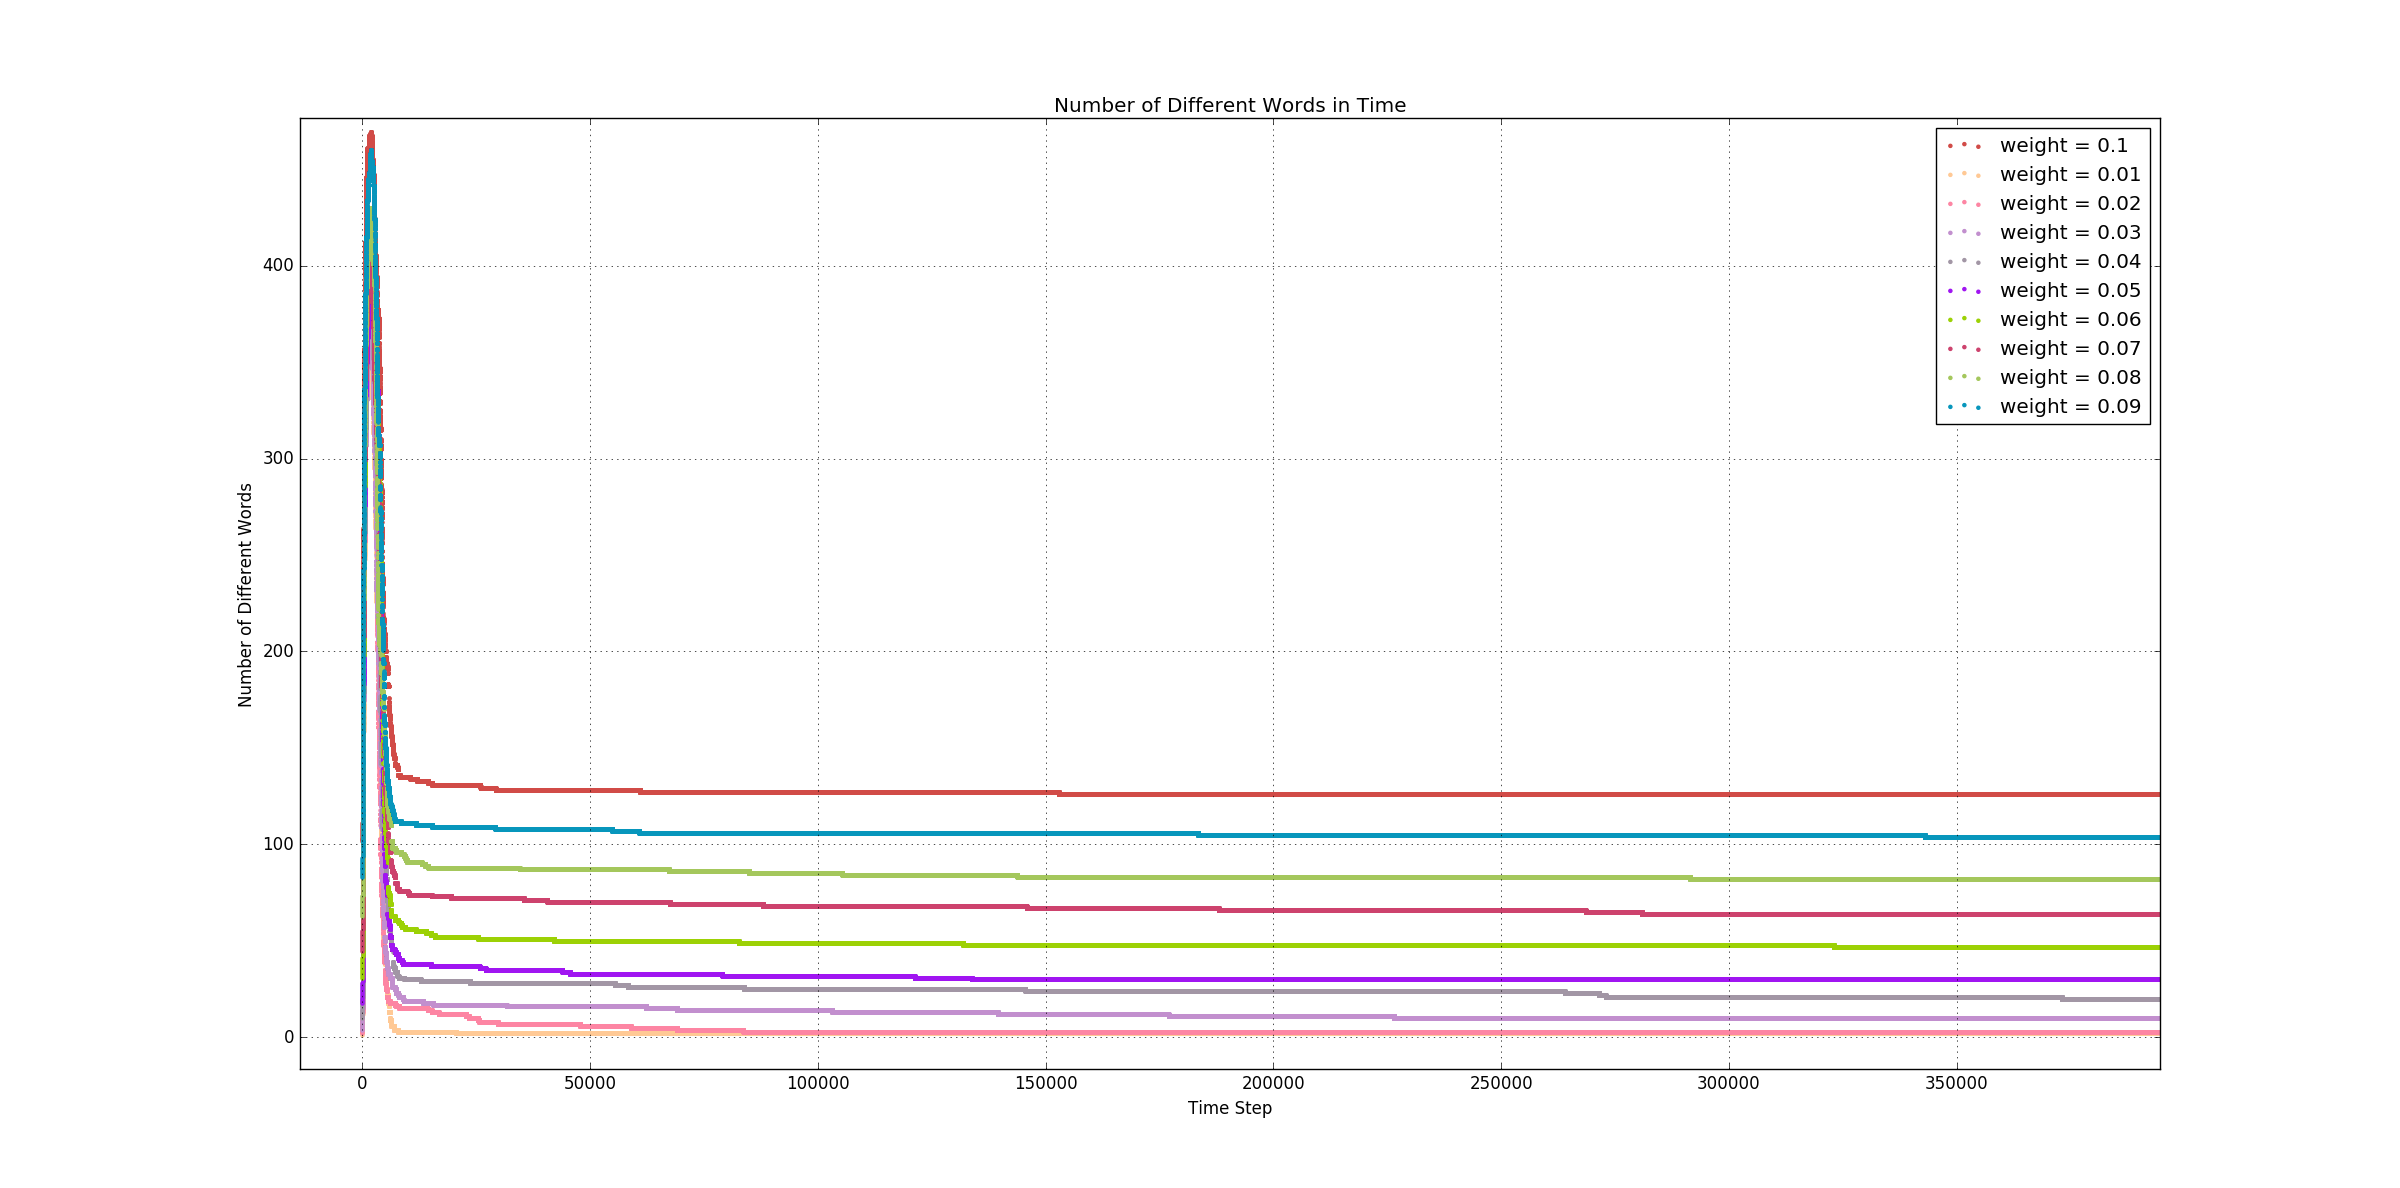 Number of Different Words in Time
weight = 0.1
weight = 0.01
weight = 0.02
weight = 0.03
weight = 0.04
weight = 0.05
weight = 0.06
weight = 0.07
weight = 0.08
weight = 0.09
Number of Different Words
400
300
200
100
0
0 50000 100000 150000 200000 250000 300000 350000
Time Step